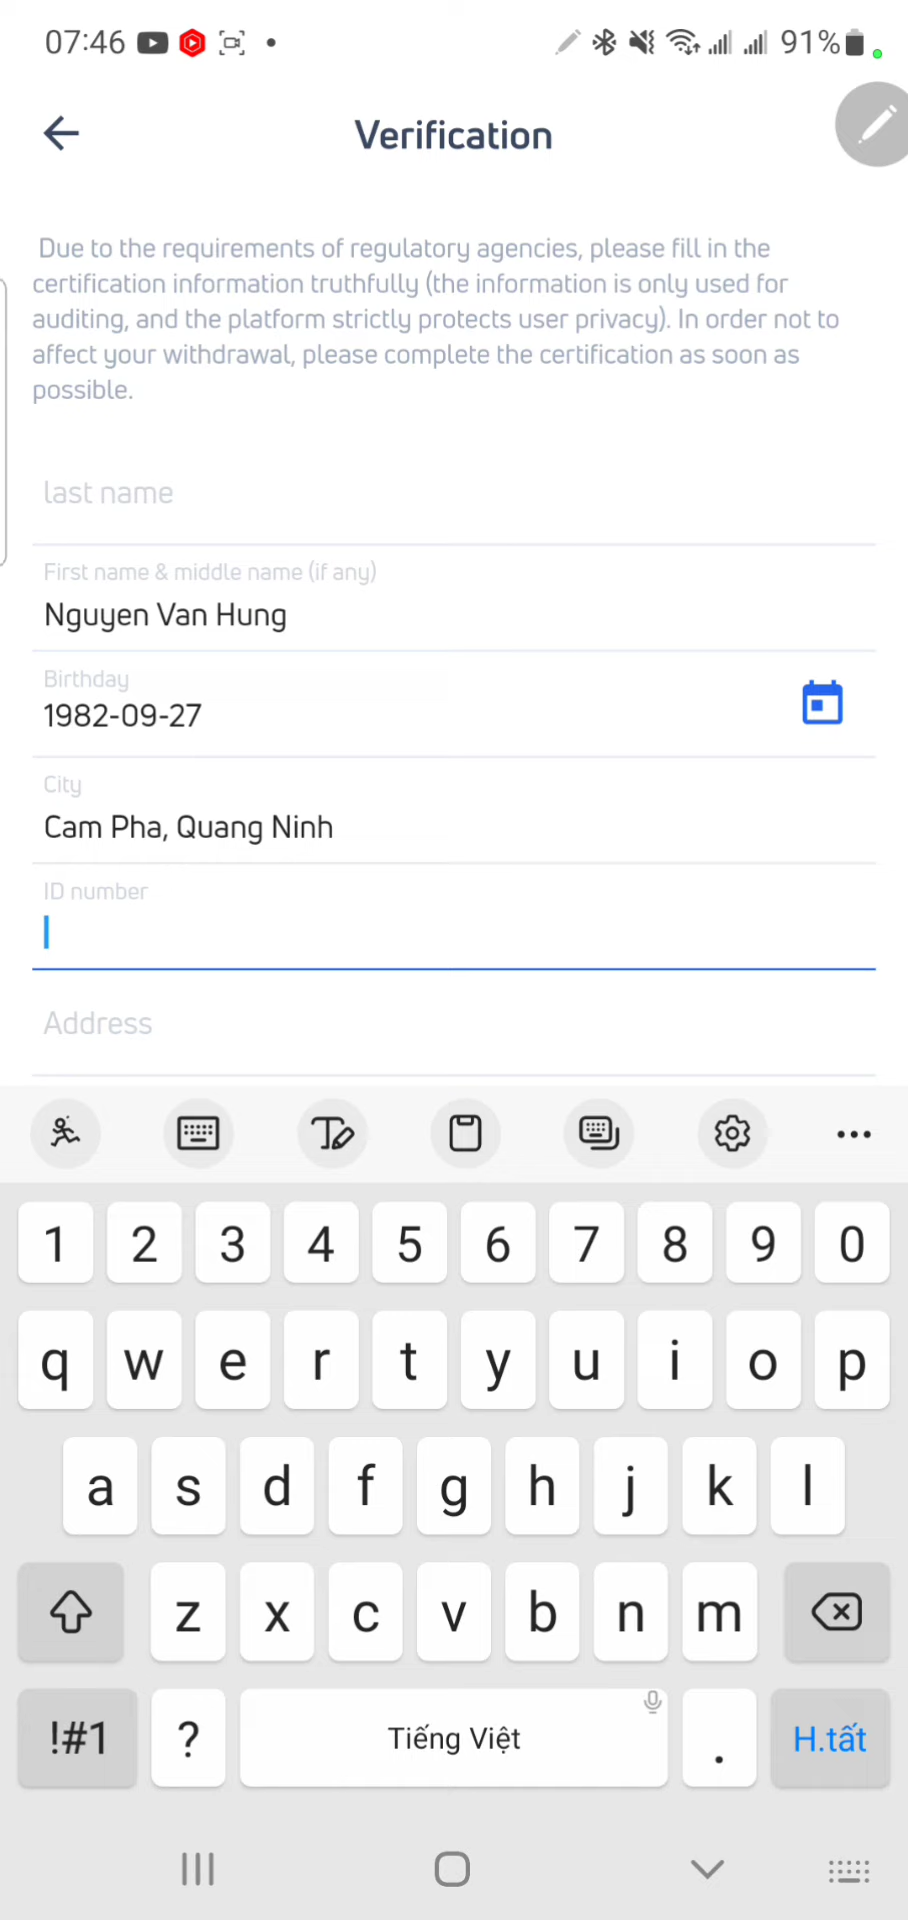 07:46
91%
Verification
Due to the requirements of regulatory agencies, please fill in the
certification information truthfully (the information is only used for
auditing, and the platform strictly protects user privacy). In order not to
affect your withdrawal, please complete the certification as soon as
possible.
last name
First name & middle name (if any)
Nguyen Van Hung
Birthday
1982-09-27
City
Cam Pha, Quang Ninh
ID number
Address
1 2 3 4 5 6 7 8 9 0
q w e r t y u i o p
a s d f g h j k l
z x c v b n m
!#1 ? Tiếng Việt . H.tất